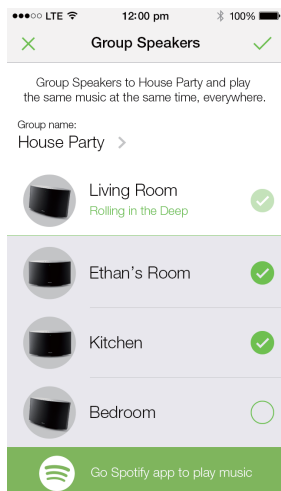 LTE 12:00 pm 100%
Group Speakers
Group Speakers to House Party and play
the same music at the same time, everywhere.
Group name:
House Party
Living Room
Rolling in the Deep
Ethan's Room
Kitchen
Bedroom
Go Spotify app to play music